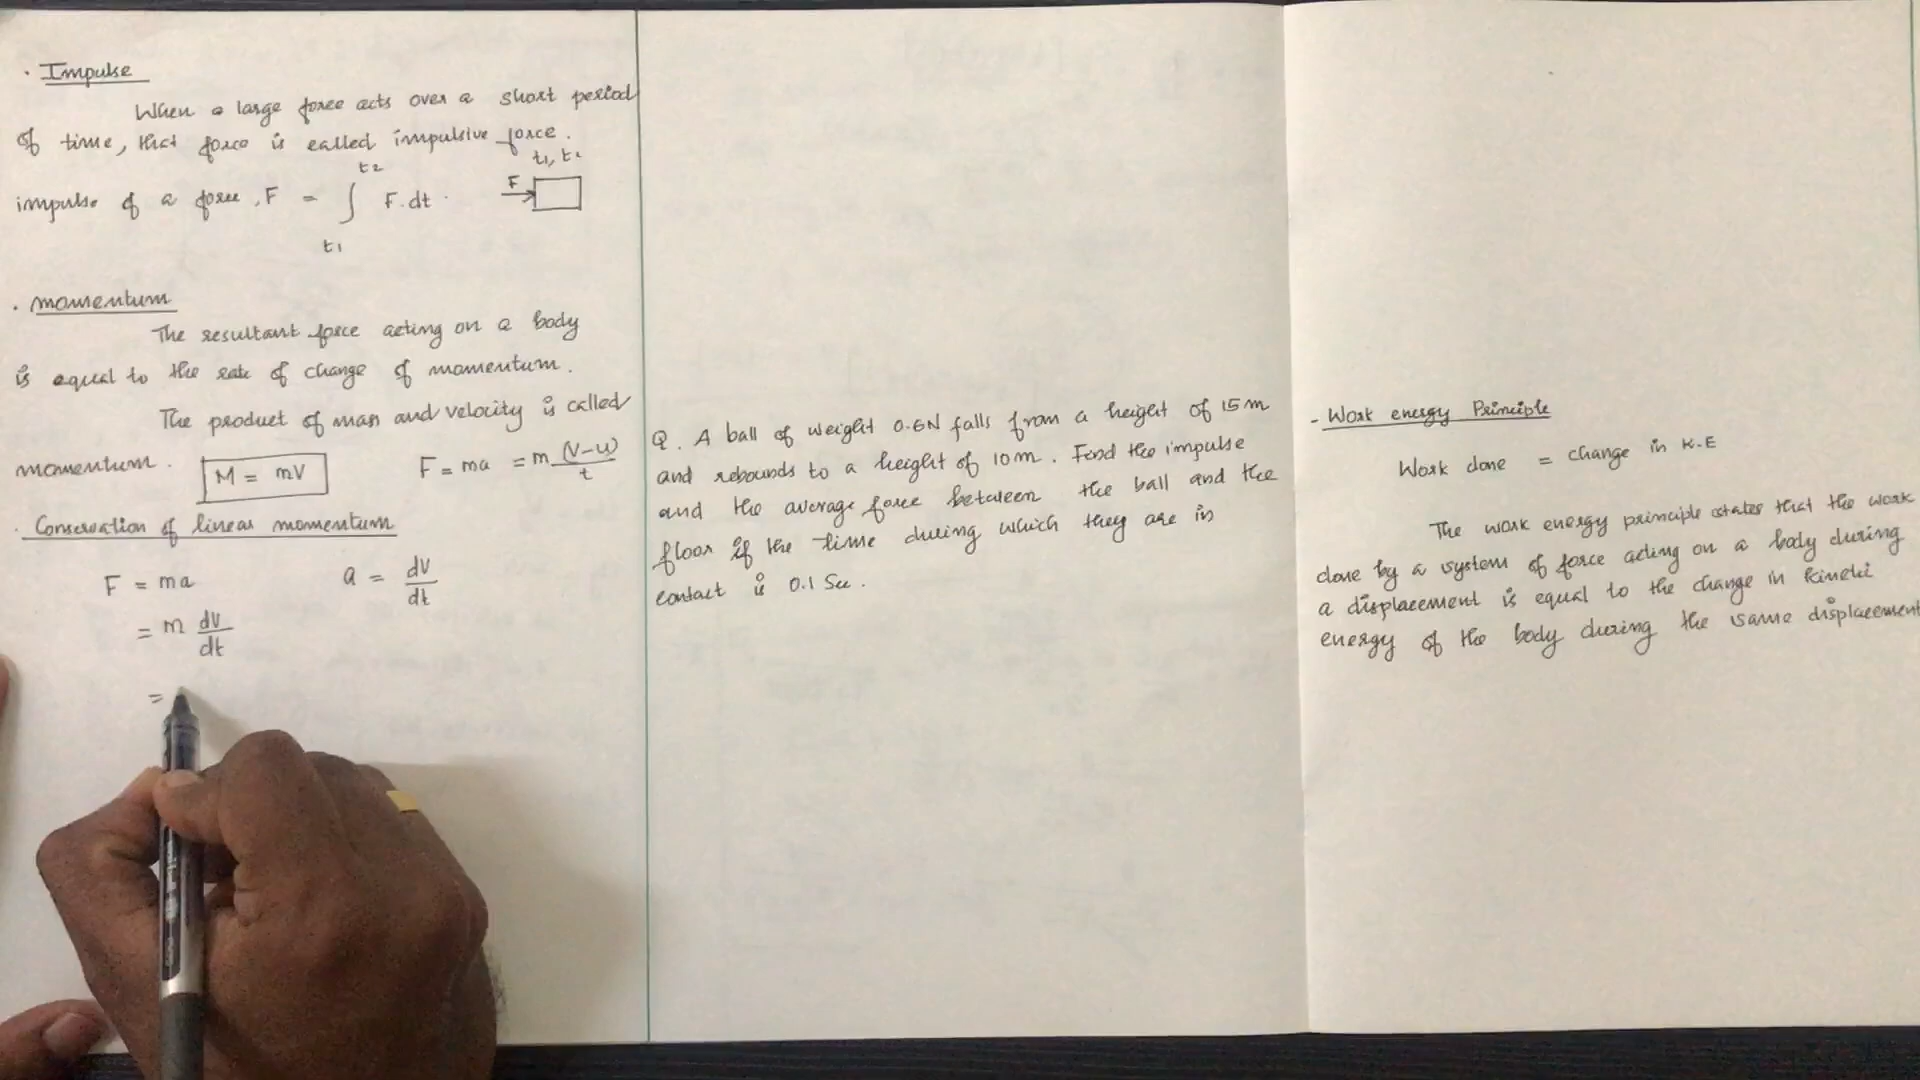 . Impulse
When a large force acts over a short period
of time, that force is called impulsive force.
t1, t2
impulse of a force, F = ∫ t1 t2 F. dt .
F
. momentum
The resultant force acting on a body
is equal to the rate of change of momentum.
The product of mass and velocity is called
momentum. M = mV F = ma = m (V-u)/t
. Conservation of linear momentum
F = ma a = dV/dt
= m dV/dt
=
Q. A ball of weight 0.6N falls from a height of 15m
and rebounds to a height of 10m. Find the impulse
and the average force between the ball and the
floor if the time during which they are in
contact is 0.1 Sec.
- Work energy Principle
Work done = change in K.E
The work energy principle states that the work
done by a system of force acting on a body during
a displacement is equal to the change in kinetic
energy of the body during the same displacement